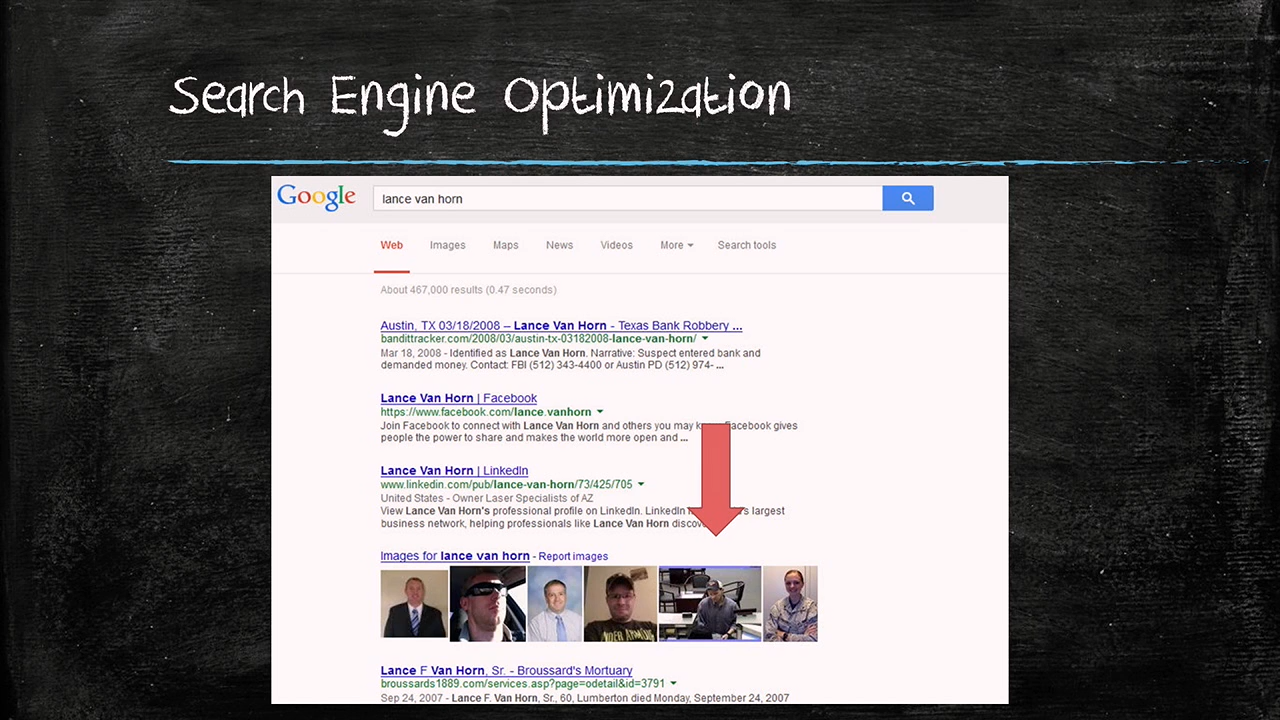 Search Engine Optimization
Google
lance van horn
Web Images Maps News Videos More Search tools
About 467,000 results (0.47 seconds)
Austin, TX 03/18/2008 – Lance Van Horn - Texas Bank Robbery ...
bandittracker.com/2008/03/austin-tx-03182008-lance-van-horn/
Mar 18, 2008 - Identified as Lance Van Horn. Narrative: Suspect entered bank and
demanded money. Contact: FBI (512) 343-4400 or Austin PD (512) 974- ...
Lance Van Horn | Facebook
https://www.facebook.com/lance.vanhorn
Join Facebook to connect with Lance Van Horn and others you may Facebook gives
people the power to share and makes the world more open and ...
Lance Van Horn | LinkedIn
www.linkedin.com/pub/lance-van-horn/73/425/705
United States - Owner Laser Specialists of AZ
View Lance Van Horn's professional profile on LinkedIn. LinkedIn largest
business network, helping professionals like Lance Van Horn
Images for lance van horn - Report images
Lance F Van Horn, Sr. - Broussard's Mortuary
broussards1889.com/services.asp?page=odetail&id=3791
Sep 24, 2007 - Lance F. Van Horn, Sr., 60, Lumberton died Monday, September 24, 2007